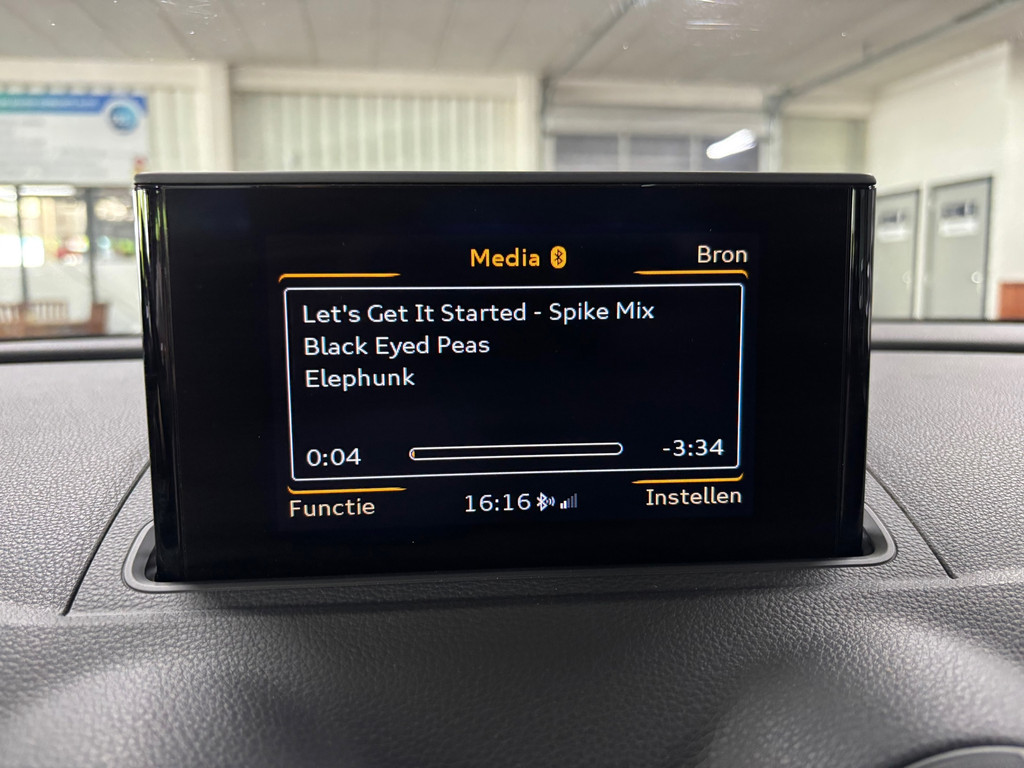 Media
Bron
Let's Get It Started - Spike Mix
Black Eyed Peas
Elephunk
0:04
-3:34
Functie
16:16
Instellen